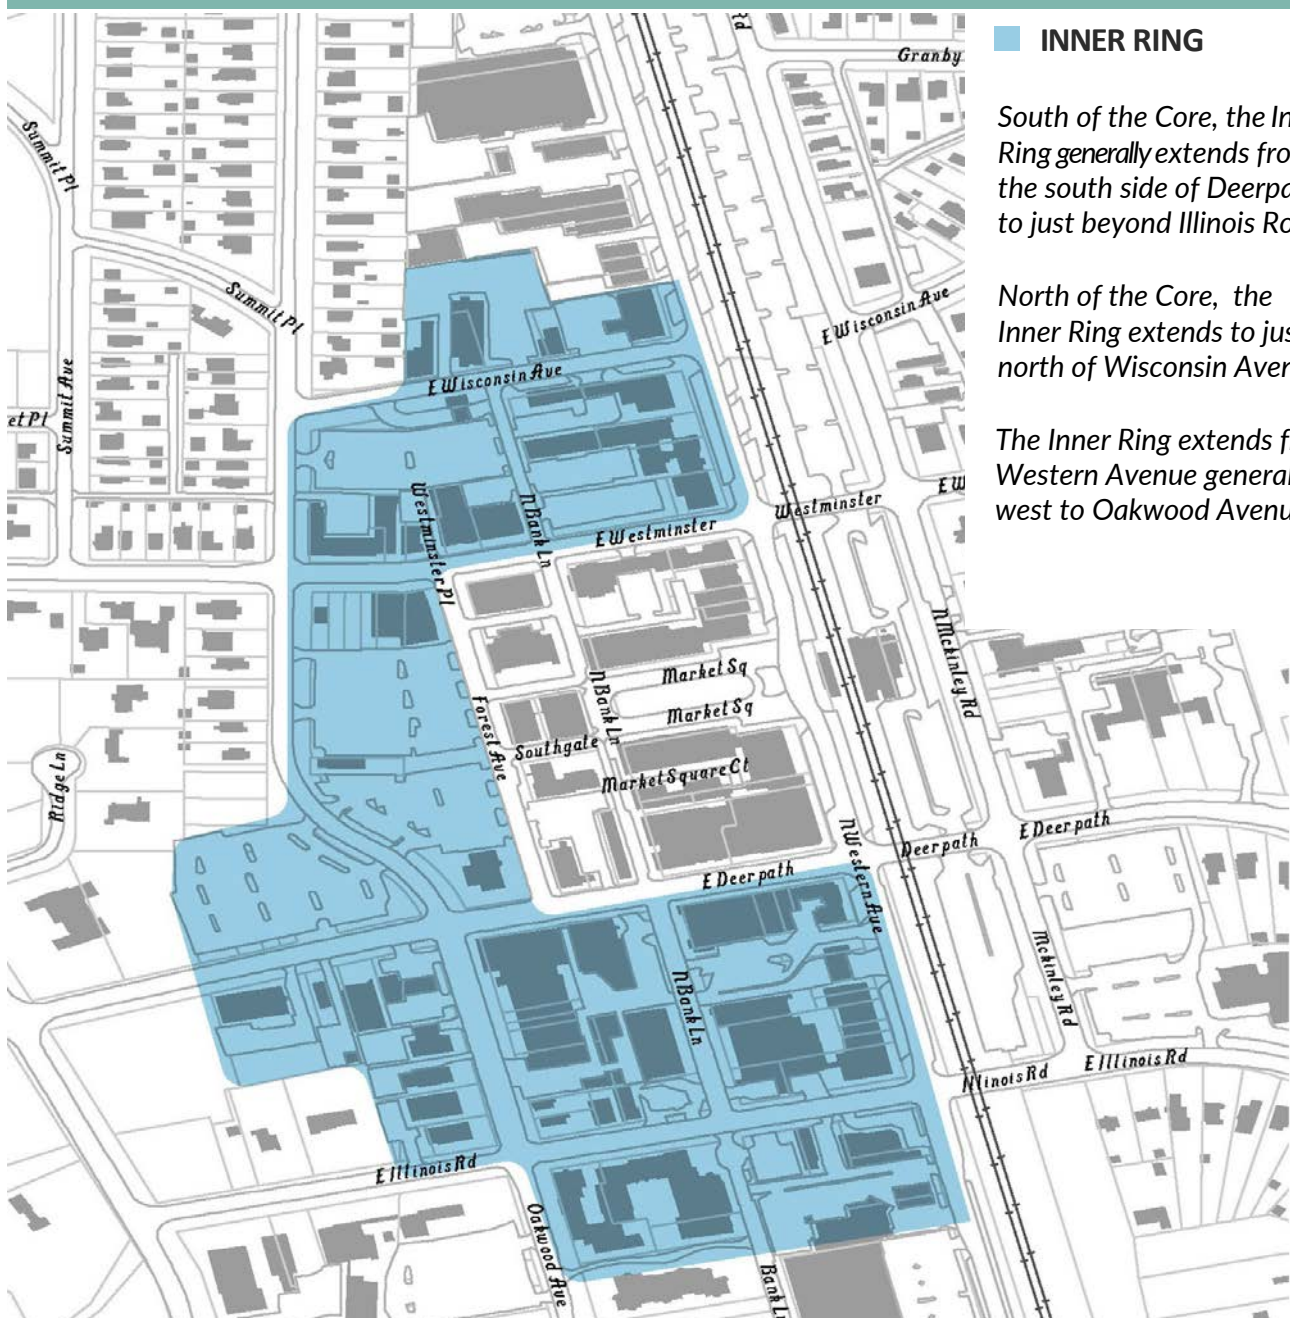 INNER RING
South of the Core, the In
Ring generally extends fro
the south side of Deerpa
to just beyond Illinois Ro
North of the Core, the
Inner Ring extends to jus
north of Wisconsin Aven
The Inner Ring extends f
Western Avenue general
west to Oakwood Avenu
Rd
Granby
Summit Pl
Summit Pl
E Wisconsin Ave
E Wisconsin Ave
et Pl
Summit Ave
Westminster Pl
N Bank Ln
E Westminster
Westminster
E W
N Mckinley Rd
Market Sq
Market Sq
N Bank Ln
Forest Ave
Southgate
Market Square Ct
Ridge Ln
E Deerpath
N Western Ave
Deerpath
E Deerpath
Mckinley Rd
N Bank Ln
Illinois Rd
E Illinois Rd
E Illinois Rd
Oakwood Ave
Bank L